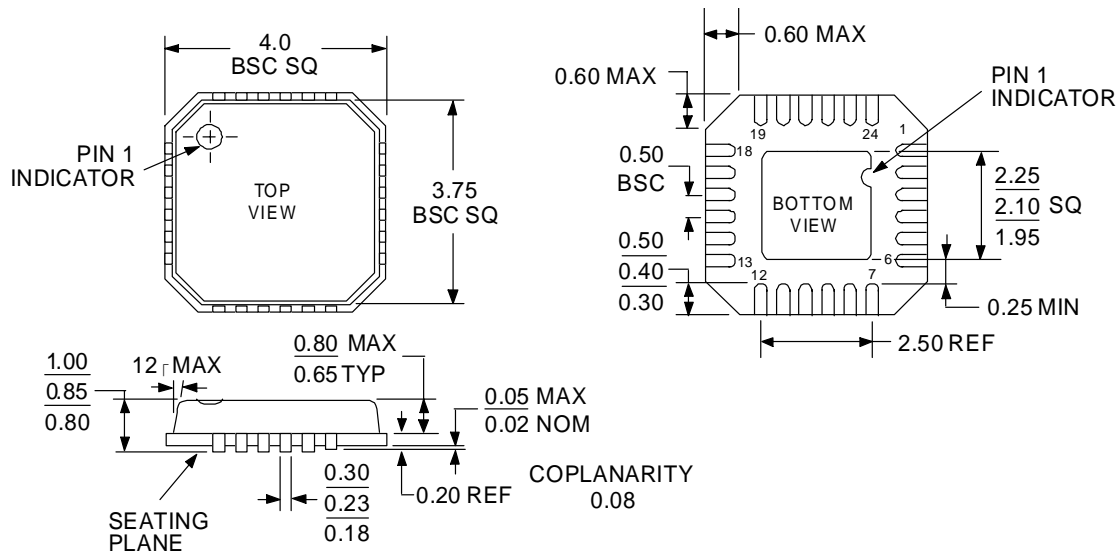 4.0
BSC SQ
PIN 1
INDICATOR
TOP
VIEW
3.75
BSC SQ
0.60 MAX
0.60 MAX
PIN 1
INDICATOR
19
24
1
18
0.50
BSC
BOTTOM
VIEW
2.25
2.10 SQ
1.95
0.50
0.40
0.30
13
12
7
6
0.25 MIN
2.50 REF
1.00
0.85
0.80
12┌ MAX
0.80 MAX
0.65 TYP
0.05 MAX
0.02 NOM
0.30
0.23
0.18
0.20 REF
COPLANARITY
0.08
SEATING
PLANE